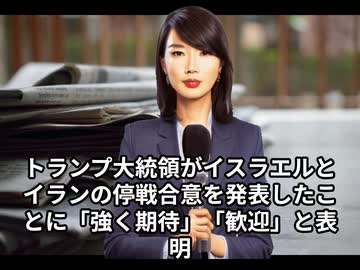 トランプ大統領がイスラエルと
イランの停戦合意を発表したこ
とに「強く期待」「歓迎」と表
明